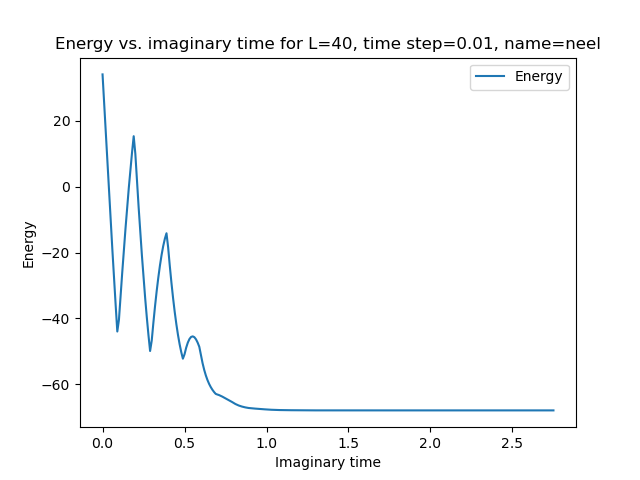 Energy vs. imaginary time for L=40, time step=0.01, name=neel
Energy
20
0
−20
−40
−60
Energy
0.0
0.5
1.0
1.5
2.0
2.5
Imaginary time